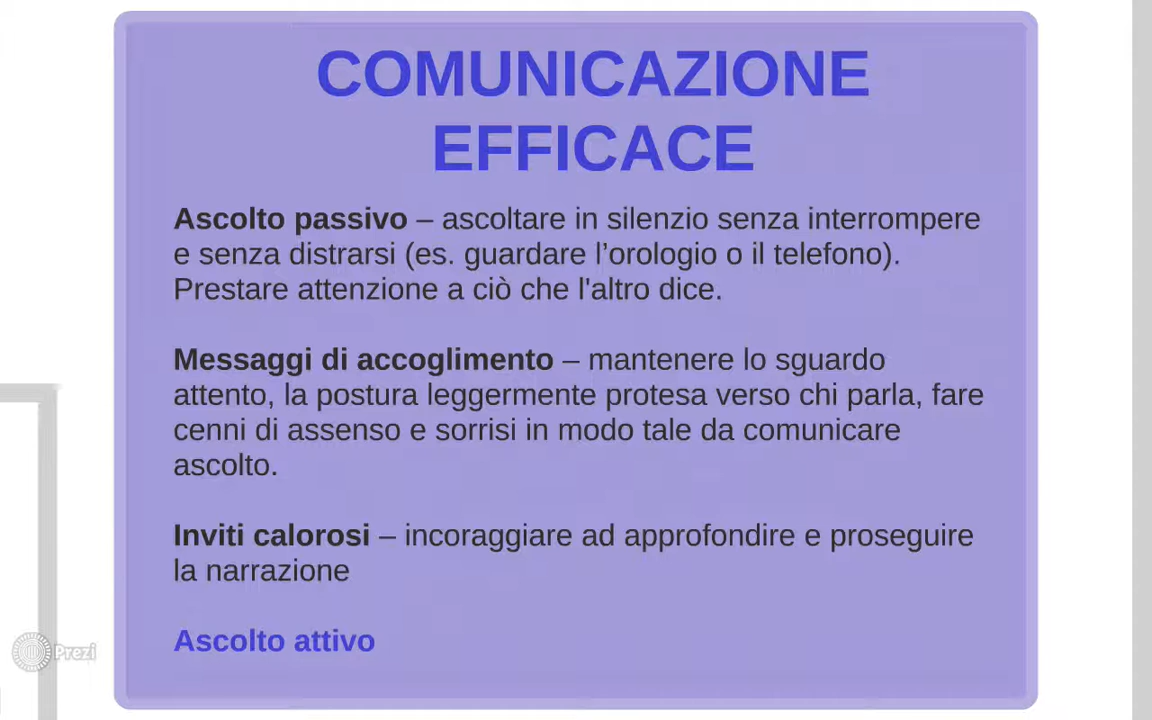 COMUNICAZIONE
EFFICACE
Ascolto passivo – ascoltare in silenzio senza interrompere
e senza distrarsi (es. guardare l’orologio o il telefono).
Prestare attenzione a ciò che l'altro dice.
Messaggi di accoglimento – mantenere lo sguardo
attento, la postura leggermente protesa verso chi parla, fare
cenni di assenso e sorrisi in modo tale da comunicare
ascolto.
Inviti calorosi – incoraggiare ad approfondire e proseguire
la narrazione
Ascolto attivo
Prezi